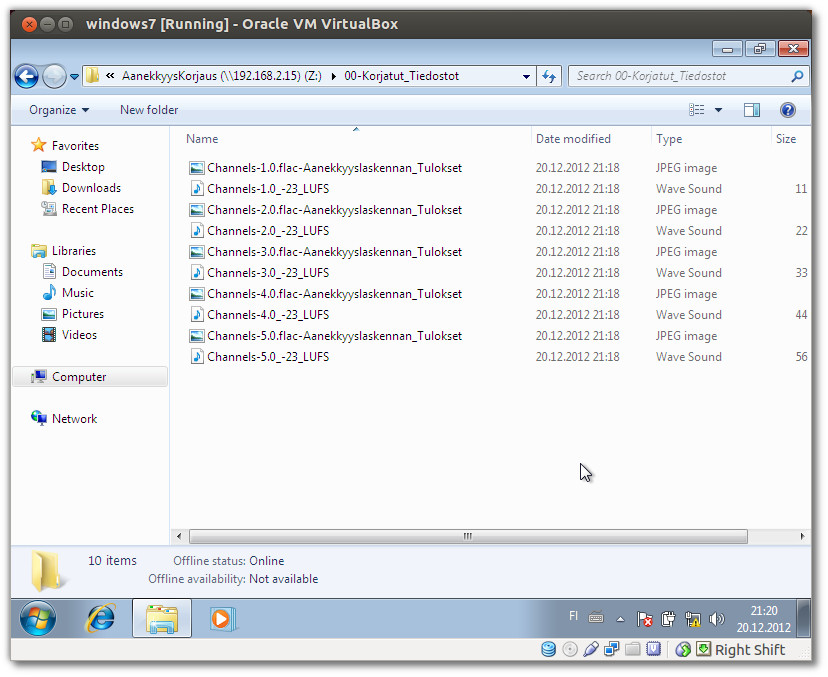 windows7 [Running] - Oracle VM VirtualBox
« AanekkyysKorjaus (\\192.168.2.15) (Z:) 00-Korjatut_Tiedostot Search 00-Korjatut_Tiedostot
Organize New folder
Favorites
Desktop
Downloads
Recent Places
Libraries
Documents
Music
Pictures
Videos
Computer
Network
Name Date modified Type Size
Channels-1.0.flac-Aanekkyyslaskennan_Tulokset 20.12.2012 21:18 JPEG image
Channels-1.0_-23_LUFS 20.12.2012 21:18 Wave Sound 11
Channels-2.0.flac-Aanekkyyslaskennan_Tulokset 20.12.2012 21:18 JPEG image
Channels-2.0_-23_LUFS 20.12.2012 21:18 Wave Sound 22
Channels-3.0.flac-Aanekkyyslaskennan_Tulokset 20.12.2012 21:18 JPEG image
Channels-3.0_-23_LUFS 20.12.2012 21:18 Wave Sound 33
Channels-4.0.flac-Aanekkyyslaskennan_Tulokset 20.12.2012 21:18 JPEG image
Channels-4.0_-23_LUFS 20.12.2012 21:18 Wave Sound 44
Channels-5.0.flac-Aanekkyyslaskennan_Tulokset 20.12.2012 21:18 JPEG image
Channels-5.0_-23_LUFS 20.12.2012 21:18 Wave Sound 56
10 items Offline status: Online
Offline availability: Not available
FI 21:20
20.12.2012
Right Shift